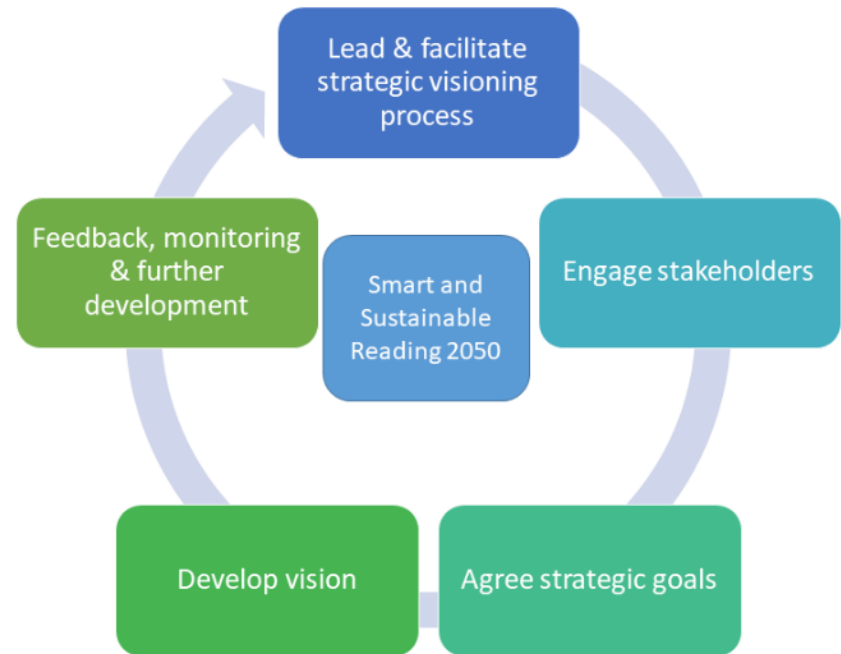 Lead & facilitate
strategic visioning
process
Engage stakeholders
Agree strategic goals
Develop vision
Feedback, monitoring
& further
development
Smart and
Sustainable
Reading 2050